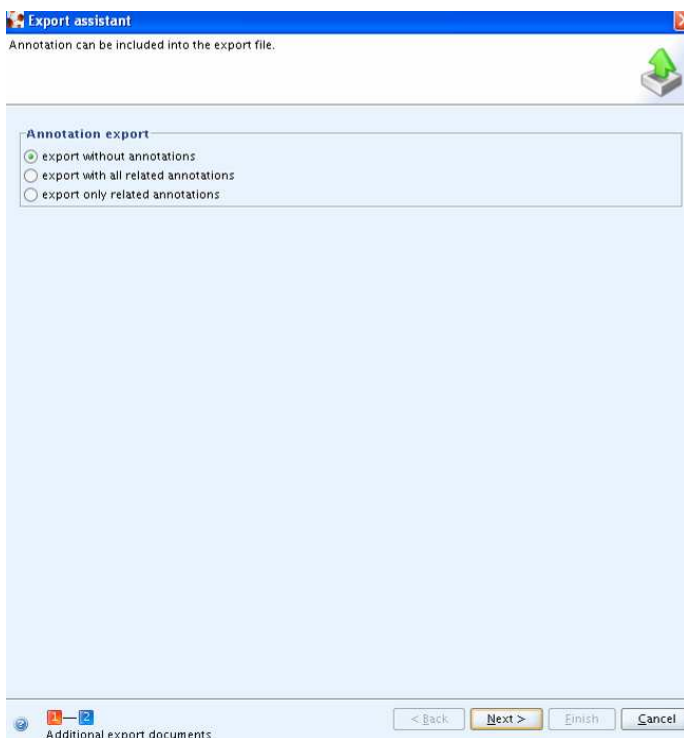 Export assistant
Annotation can be included into the export file.
Annotation export
export without annotations
export with all related annotations
export only related annotations
1 2
Additional export documents
< Back Next > Finish Cancel